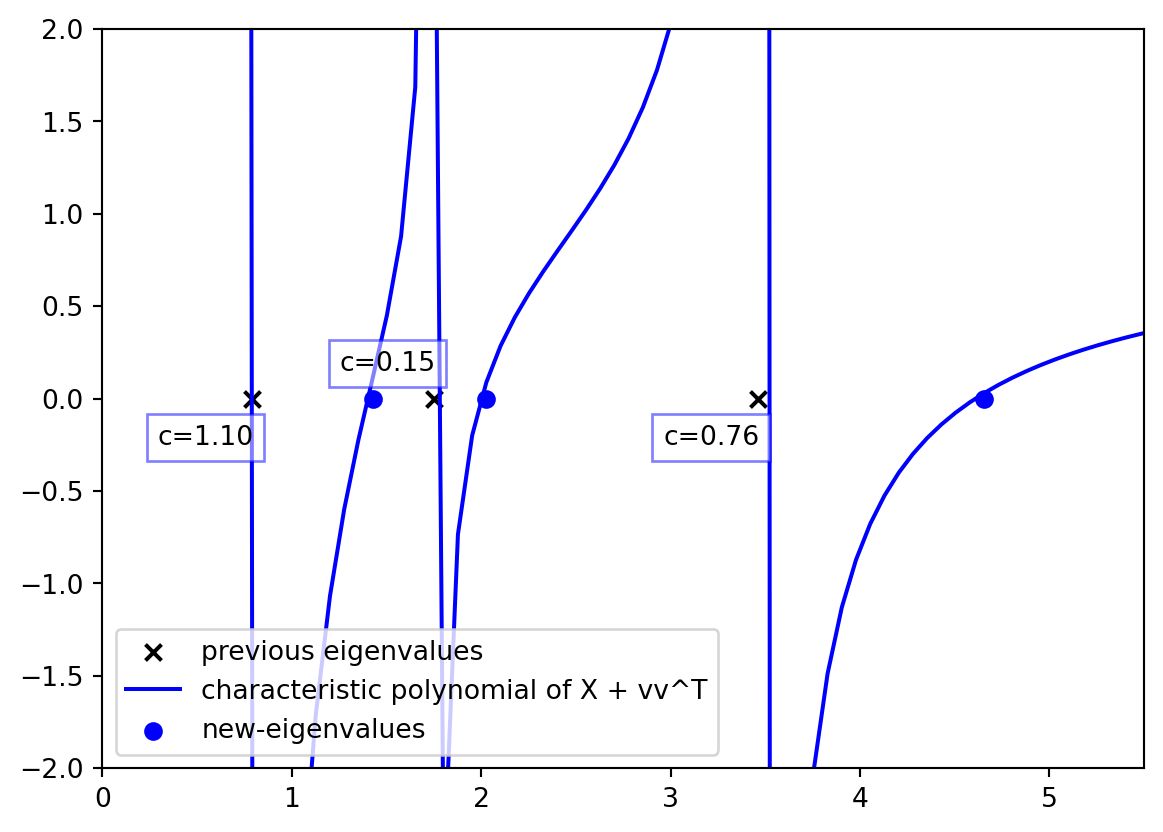 2.0
1.5
1.0
0.5
0.0
−0.5
−1.0
−1.5
−2.0
c=0.15
c=1.10
c=0.76
previous eigenvalues
characteristic polynomial of X + vv^T
new-eigenvalues
0 1 2 3 4 5